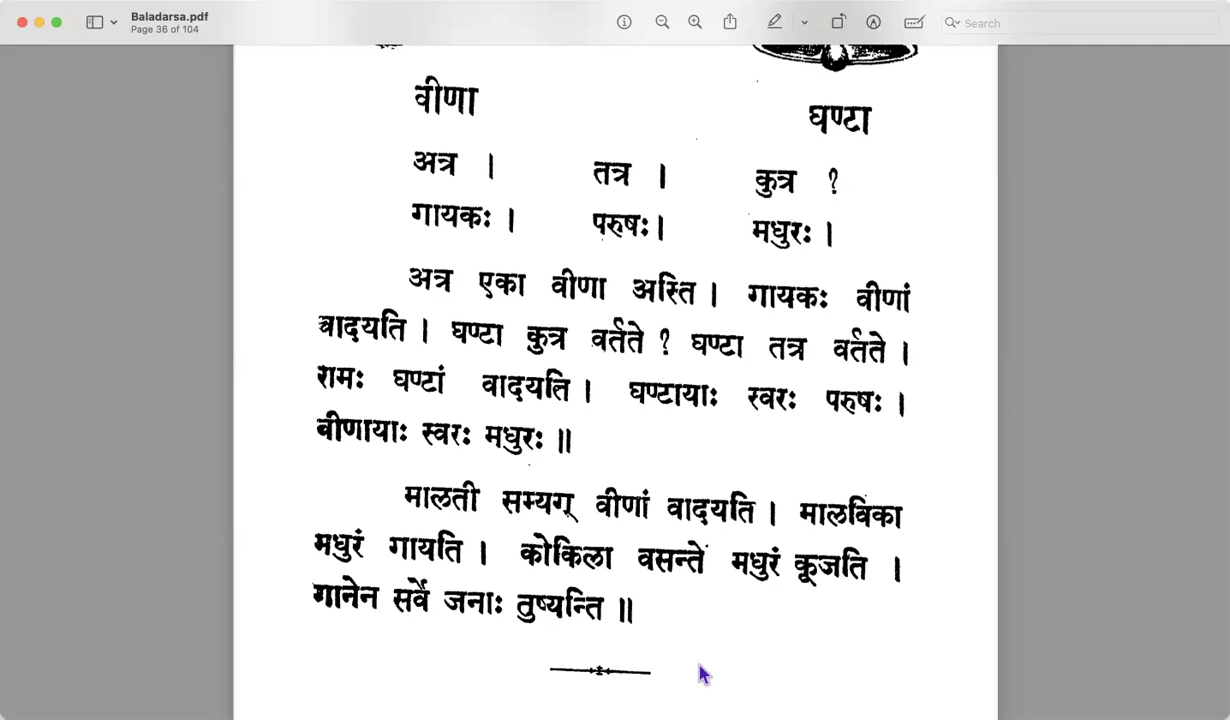 Baladarsa.pdf
Page 36 of 104
Search
वीणा घण्टा
अत्र । तत्र । कुत्र ?
गायकः । परुषः। मधुरः ।
अत्र एका वीणा अस्ति । गायकः वीणां
वादयति । घण्टा कुत्र वर्तते ? घण्टा तत्र वर्तते ।
रामः घण्टां वादयति । घण्टायाः स्वरः परुषः ।
वीणायाः स्वरः मधुरः ॥
मालती सम्यग् वीणां वादयति । मालविका
मधुरं गायति । कोकिला वसन्ते मधुरं कूजति ।
गानेन सर्वे जनाः तुष्यन्ति ॥